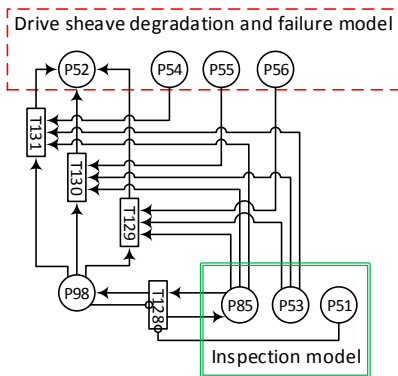 Drive sheave degradation and failure model
P52
P54
P55
P56
T131
T130
T129
P98
T128
P85
P53
P51
Inspection model